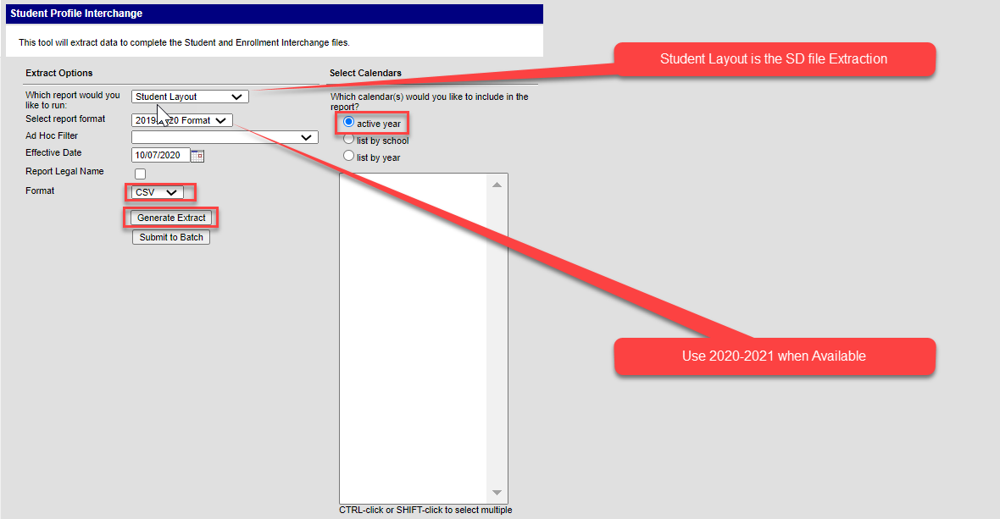 Student Profile Interchange
This tool will extract data to complete the Student and Enrollment Interchange files.
Student Layout is the SD file Extraction
Extract Options
Select Calendars
Which report would you
like to run:
Student Layout
Which calendar(s) would you like to include in the
report?
Select report format
2019 20 Format
active year
Ad Hoc Filter
list by school
Effective Date
10/07/2020
list by year
Report Legal Name
Format
CSV
Generate Extract
Submit to Batch
Use 2020-2021 when Available
CTRL-click or SHIFT-click to select multiple